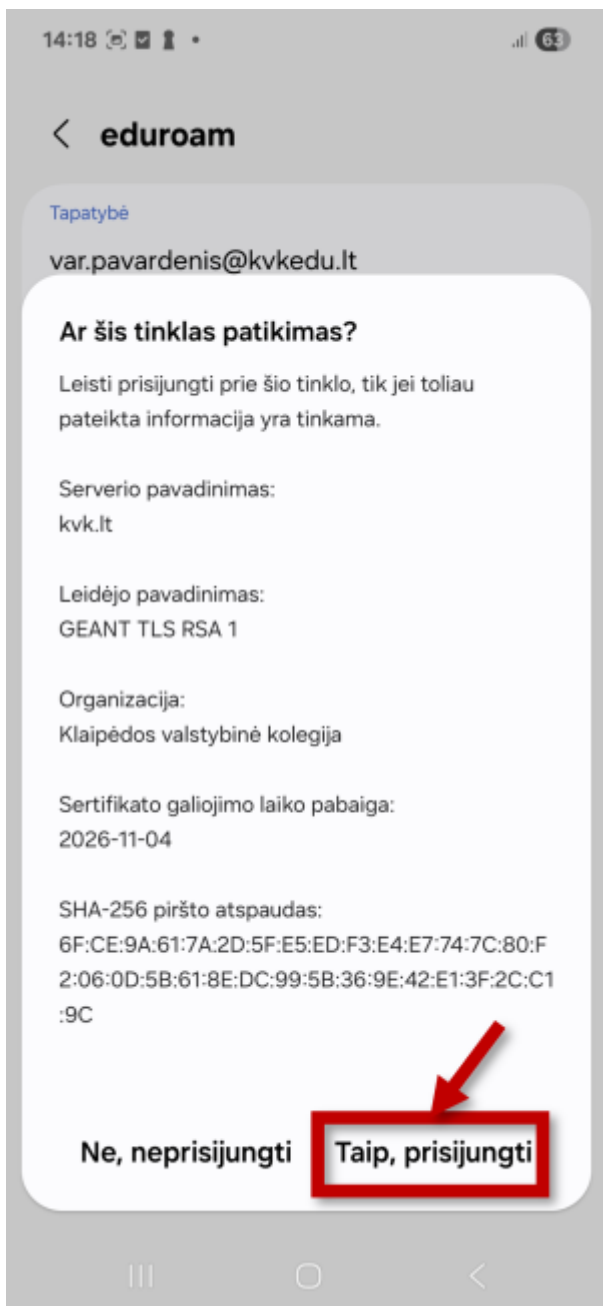 14:18
63
eduroam
Tapatybė
var.pavardenis@kvkedu.lt
Ar šis tinklas patikimas?
Leisti prisijungti prie šio tinklo, tik jei toliau
pateikta informacija yra tinkama.
Serverio pavadinimas:
kvk.lt
Leidėjo pavadinimas:
GEANT TLS RSA 1
Organizacija:
Klaipėdos valstybinė kolegija
Sertifikato galiojimo laiko pabaiga:
2026-11-04
SHA-256 piršto atspaudas:
6F:CE:9A:61:7A:2D:5F:E5:ED:F3:E4:E7:74:7C:80:F
2:06:0D:5B:61:8E:DC:99:5B:36:9E:42:E1:3F:2C:C1
:9C
Ne, neprisijungti Taip, prisijungti